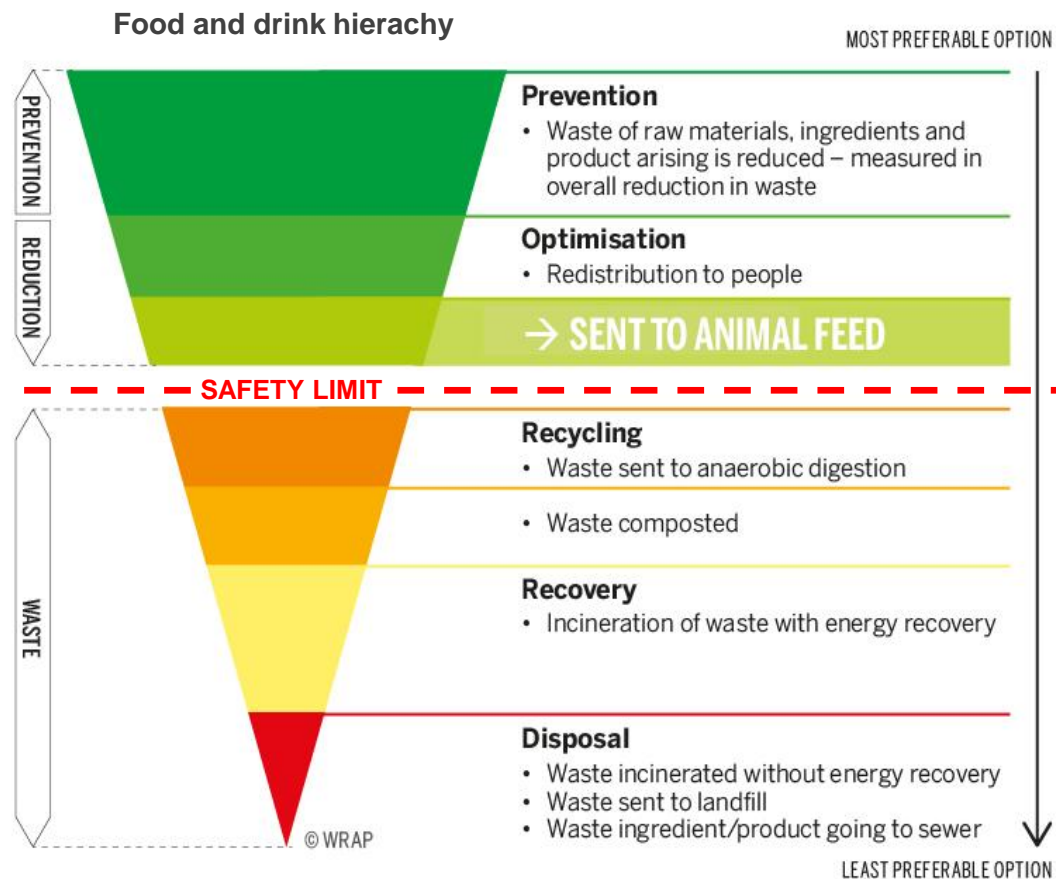 Food and drink hierachy
MOST PREFERABLE OPTION
PREVENTION
Prevention
• Waste of raw materials, ingredients and
product arising is reduced – measured in
overall reduction in waste
REDUCTION
Optimisation
• Redistribution to people
→ SENT TO ANIMAL FEED
SAFETY LIMIT
WASTE
Recycling
• Waste sent to anaerobic digestion
• Waste composted
Recovery
• Incineration of waste with energy recovery
Disposal
• Waste incinerated without energy recovery
• Waste sent to landfill
• Waste ingredient/product going to sewer
© WRAP
LEAST PREFERABLE OPTION